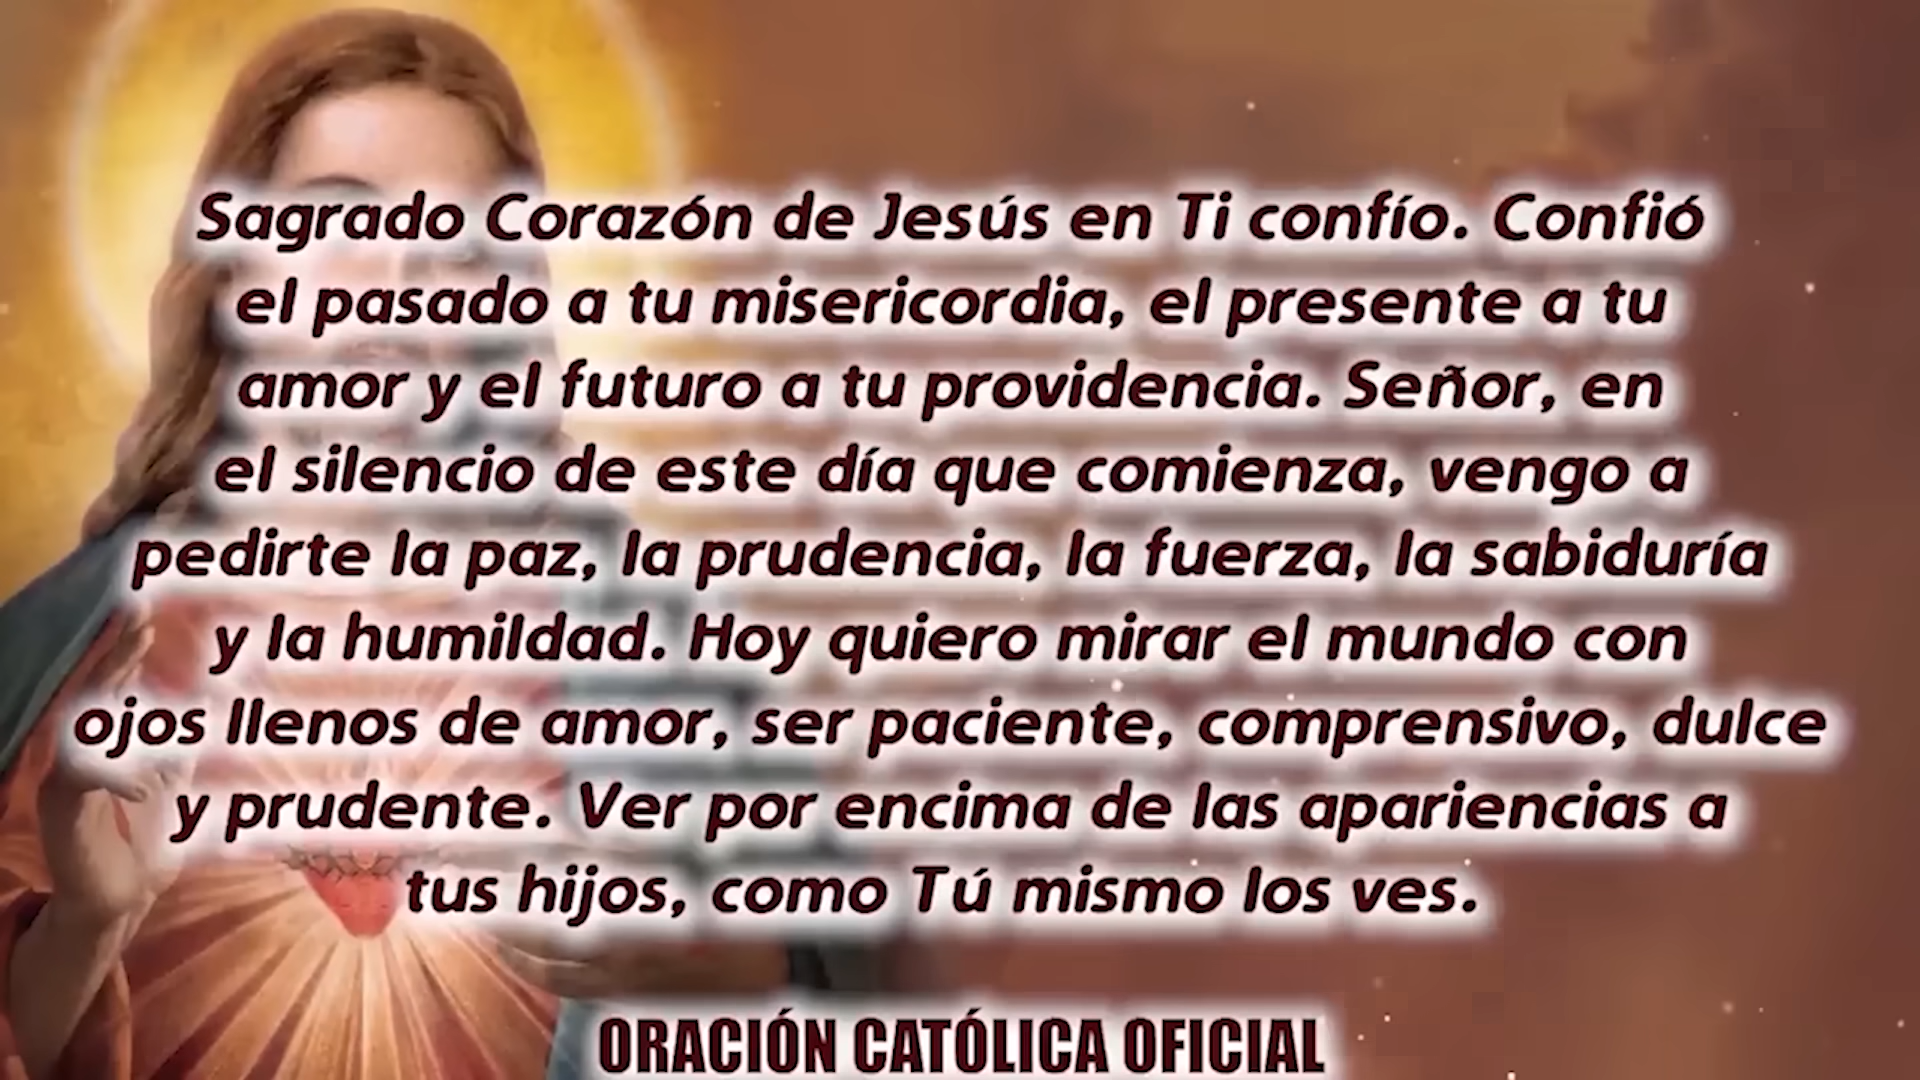 Sagrado Corazón de Jesús en Ti confío. Confió
el pasado a tu misericordia, el presente a tu
amor y el futuro a tu providencia. Señor, en
el silencio de este día que comienza, vengo a
pedirte la paz, la prudencia, la fuerza, la sabiduría
y la humildad. Hoy quiero mirar el mundo con
ojos llenos de amor, ser paciente, comprensivo, dulce
y prudente. Ver por encima de las apariencias a
tus hijos, como Tú mismo los ves.
ORACIÓN CATÓLICA OFICIAL